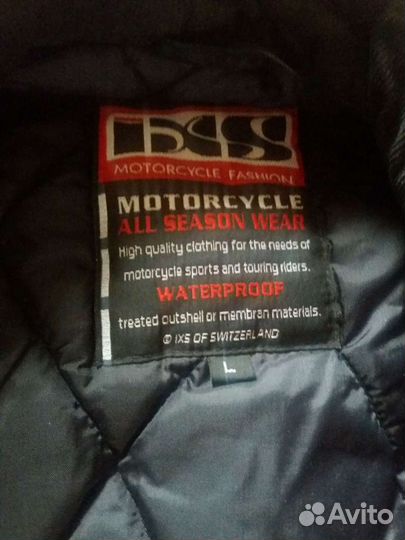 IXS
MOTORCYCLE FASHION
MOTORCYCLE
ALL SEASON WEAR
High quality clothing for the needs of
motorcycle sports and touring riders.
WATERPROOF
treated outshell or membran materials.
© IXS OF SWITZERLAND
L
Avito